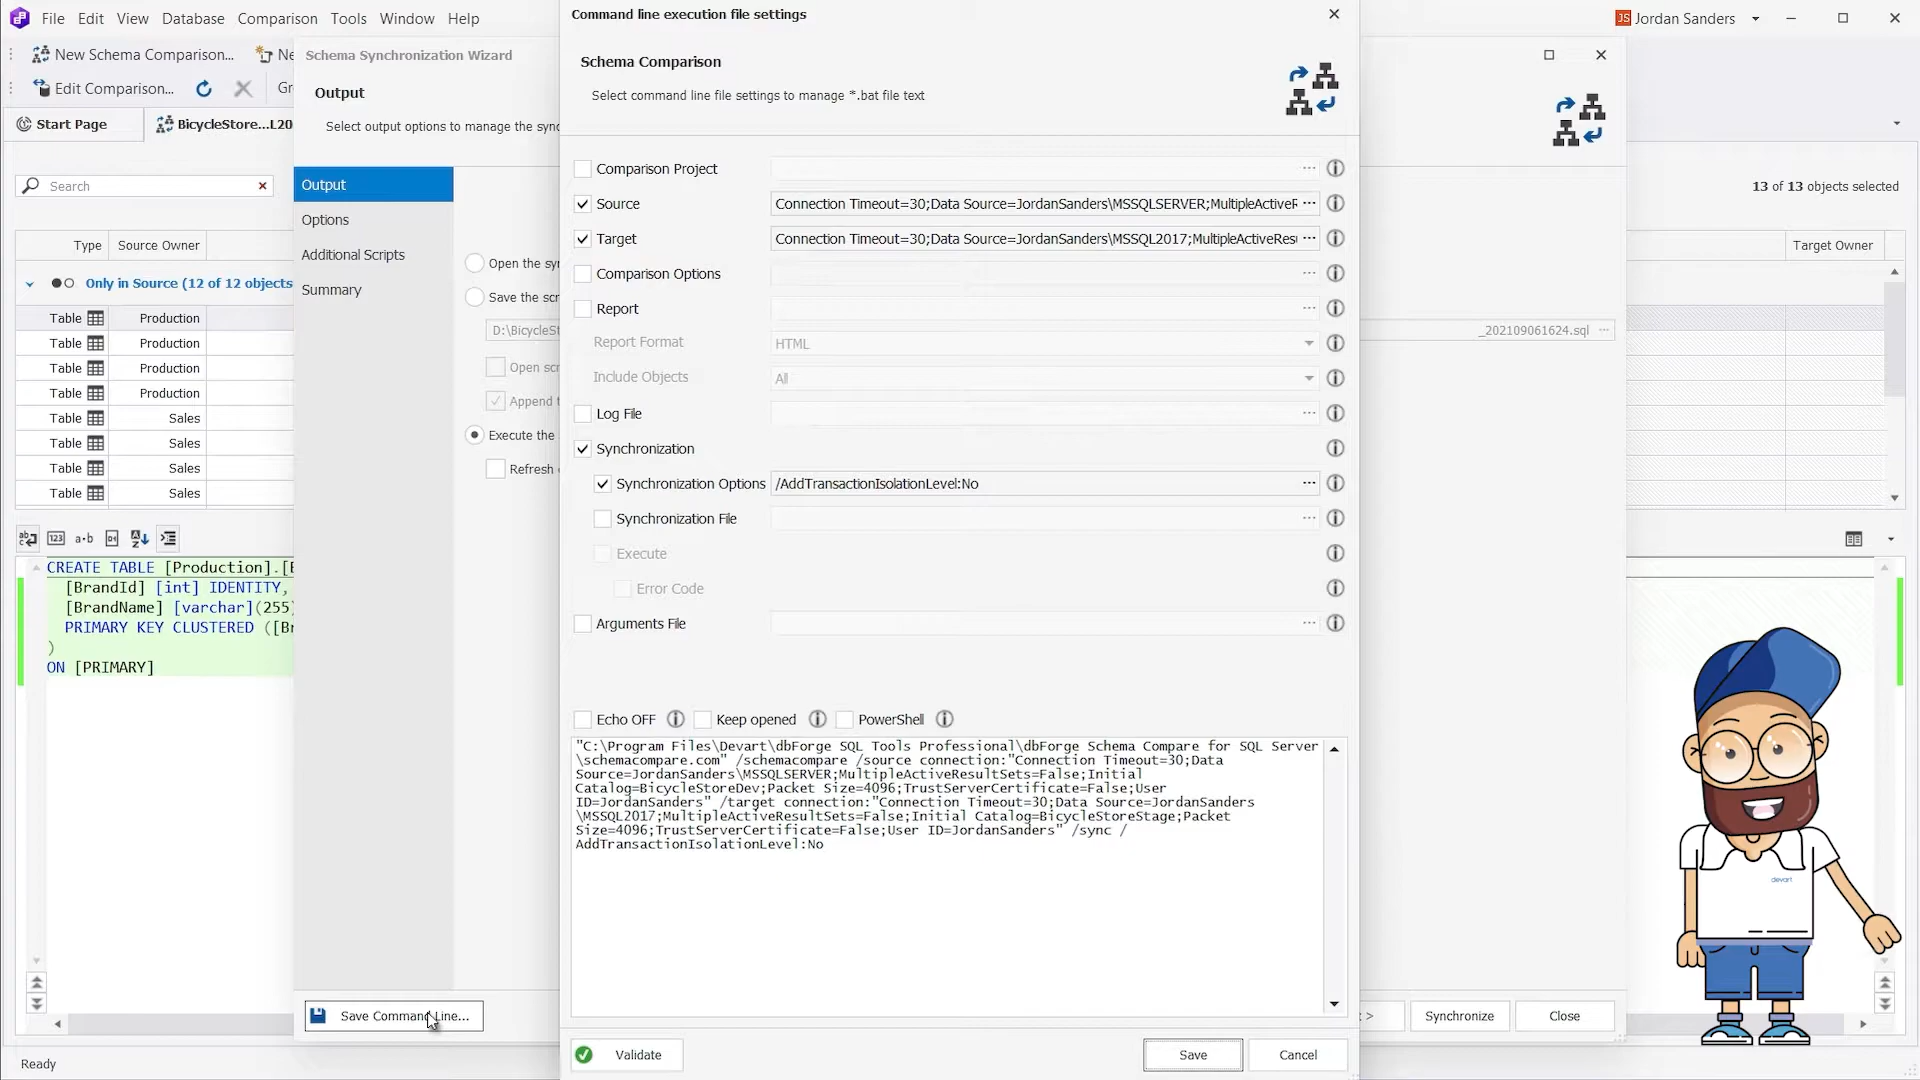 File Edit View Database Comparison Tools Window Help
Jordan Sanders
New Schema Comparison...
Edit Comparison...
Start Page
BicycleStore...L20
Search
13 of 13 objects selected
Type Source Owner
Target Owner
Only in Source (12 of 12 objects
Table Production
Table Production
Table Production
Table Production
Table Sales
Table Sales
Table Sales
Table Sales
CREATE TABLE [Production].[B
[BrandId] [int] IDENTITY,
[BrandName] [varchar](255)
PRIMARY KEY CLUSTERED ([Br
)
ON [PRIMARY]
Ready
Schema Synchronization Wizard
Output
Select output options to manage the sync
Output
Options
Additional Scripts
Summary
Open the syn
Save the scr
D:\BicycleSt
_202109061624.sql
Open scr
Append t
Execute the
Refresh
Save Command Line...
Synchronize
Close
Command line execution file settings
Schema Comparison
Select command line file settings to manage *.bat file text
Comparison Project
Source Connection Timeout=30;Data Source=JordanSanders\MSSQLSERVER;MultipleActiveR
Target Connection Timeout=30;Data Source=JordanSanders\MSSQL2017;MultipleActiveResu
Comparison Options
Report
Report Format HTML
Include Objects All
Log File
Synchronization
Synchronization Options /AddTransactionIsolationLevel:No
Synchronization File
Execute
Error Code
Arguments File
Echo OFF Keep opened PowerShell
"C:\Program Files\Devart\dbForge SQL Tools Professional\dbForge Schema Compare for SQL Server
\schemacompare.com" /schemacompare /source connection:"Connection Timeout=30;Data
Source=JordanSanders\MSSQLSERVER;MultipleActiveResultSets=False;Initial
Catalog=BicycleStoreDev;Packet Size=4096;TrustServerCertificate=False;User
ID=JordanSanders" /target connection:"Connection Timeout=30;Data Source=JordanSanders
\MSSQL2017;MultipleActiveResultSets=False;Initial Catalog=BicycleStoreStage;Packet
Size=4096;TrustServerCertificate=False;User ID=JordanSanders" /sync /
AddTransactionIsolationLevel:No
Validate
Save
Cancel
devart